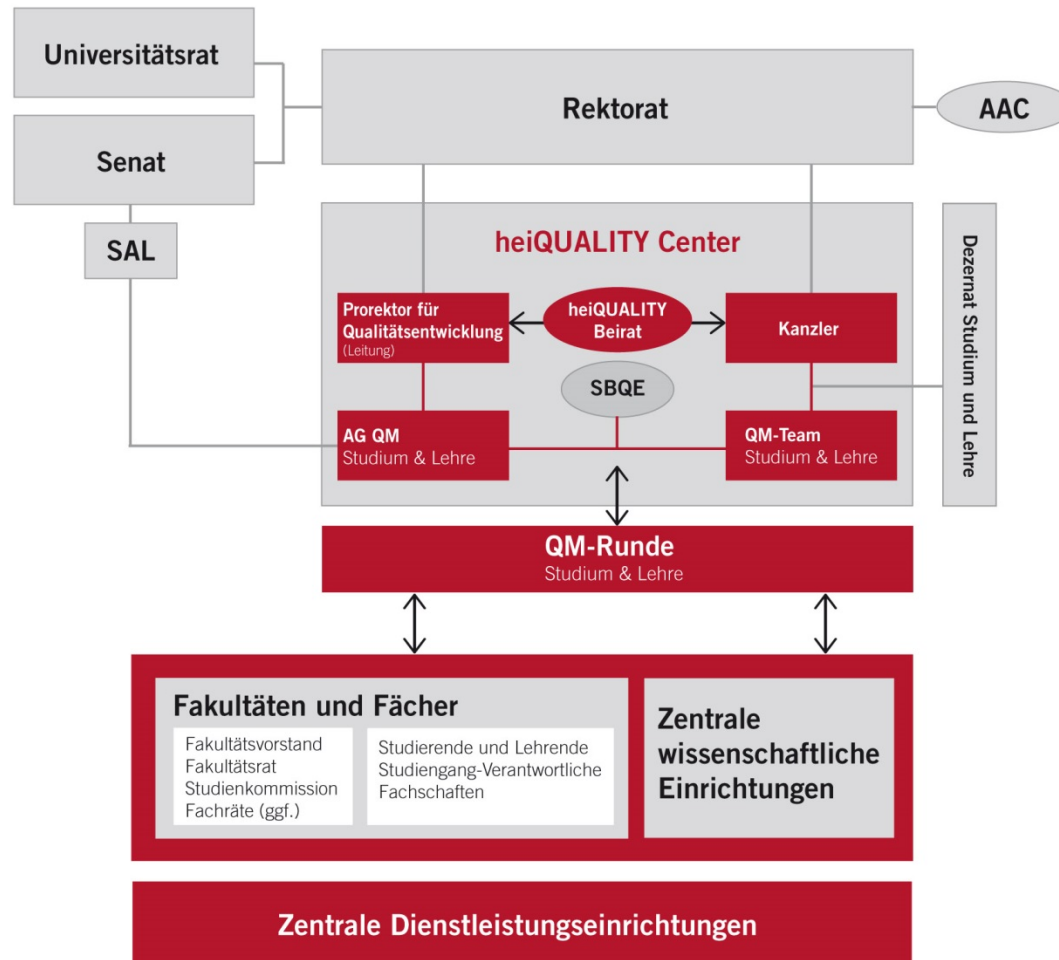 Universitätsrat
Rektorat
AAC
Senat
SAL
heiQUALITY Center
Dezernat Studium und Lehre
Prorektor für
Qualitätsentwicklung
(Leitung)
heiQUALITY
Beirat
Kanzler
SBQE
AG QM
Studium & Lehre
QM-Team
Studium & Lehre
QM-Runde
Studium & Lehre
Fakultäten und Fächer
Fakultätsvorstand
Fakultätsrat
Studienkommission
Fachräte (ggf.)
Studierende und Lehrende
Studiengang-Verantwortliche
Fachschaften
Zentrale
wissenschaftliche
Einrichtungen
Zentrale Dienstleistungseinrichtungen